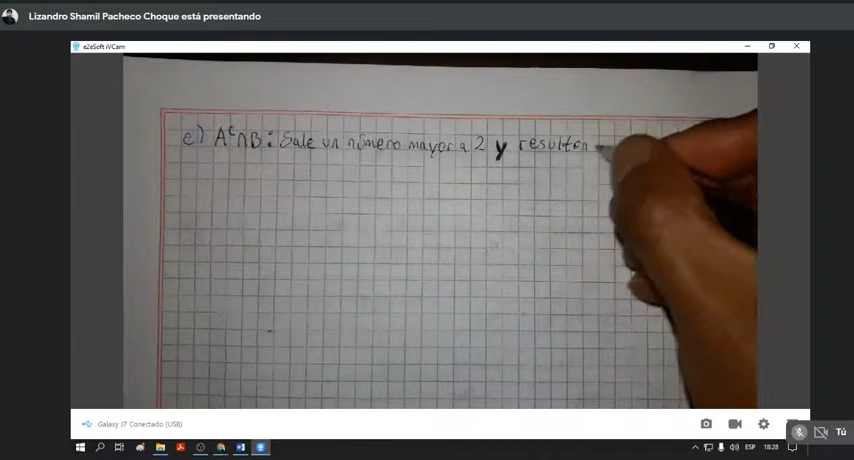 Lizandro Shamil Pacheco Choque está presentando
e2eSoft iVCam
e) Aᶜ∩B: Sale un número mayor a 2 y resulten
Galaxy J7 Conectado (USB)
Tú
ESP
18:28